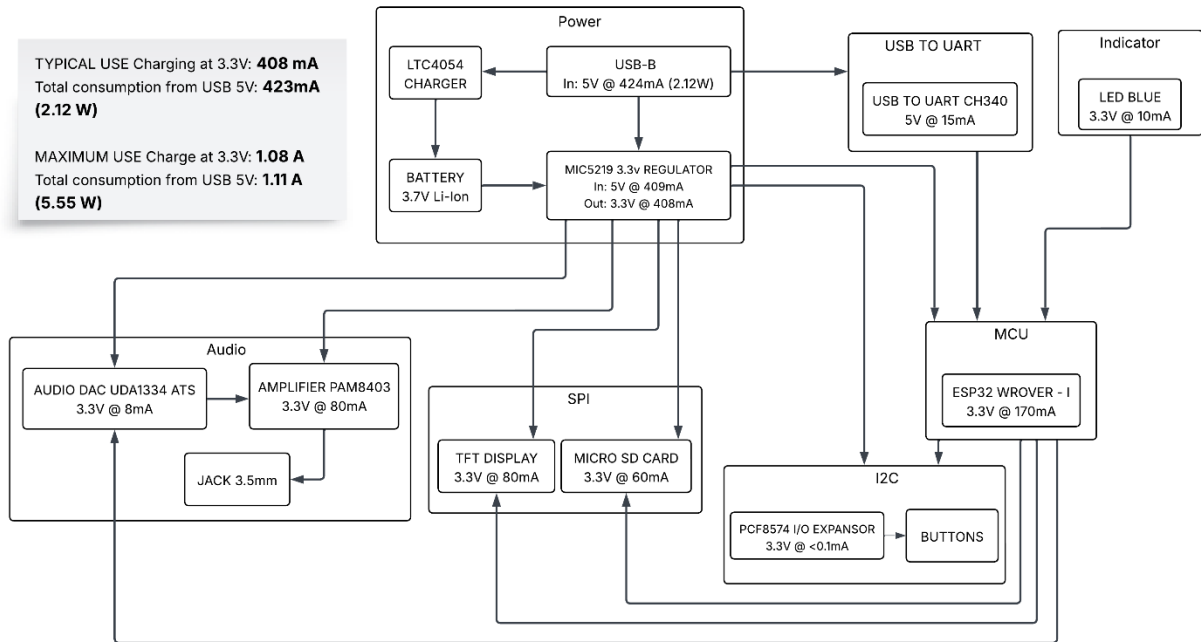 TYPICAL USE Charging at 3.3V: 408 mA
Total consumption from USB 5V: 423mA
(2.12 W)
MAXIMUM USE Charge at 3.3V: 1.08 A
Total consumption from USB 5V: 1.11 A
(5.55 W)
Power
LTC4054
CHARGER
USB-B
In: 5V @ 424mA (2.12W)
BATTERY
3.7V Li-Ion
MIC5219 3.3v REGULATOR
In: 5V @ 409mA
Out: 3.3V @ 408mA
USB TO UART
USB TO UART CH340
5V @ 15mA
Indicator
LED BLUE
3.3V @ 10mA
Audio
AUDIO DAC UDA1334 ATS
3.3V @ 8mA
AMPLIFIER PAM8403
3.3V @ 80mA
JACK 3.5mm
SPI
TFT DISPLAY
3.3V @ 80mA
MICRO SD CARD
3.3V @ 60mA
MCU
ESP32 WROVER - I
3.3V @ 170mA
I2C
PCF8574 I/O EXPANSOR
3.3V @ <0.1mA
BUTTONS